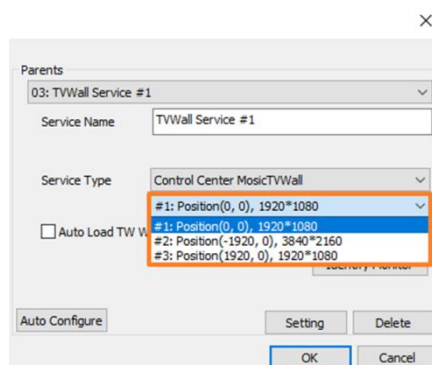 Parents
03: TVWall Service #1
Service Name
TVWall Service #1
Service Type
Control Center MosicTVWall
#1: Position(0, 0), 1920*1080
#1: Position(0, 0), 1920*1080
Auto Load TW W
#2: Position(-1920, 0), 3840*2160
#3: Position(1920, 0), 1920*1080
Auto Configure
Setting
Delete
OK
Cancel